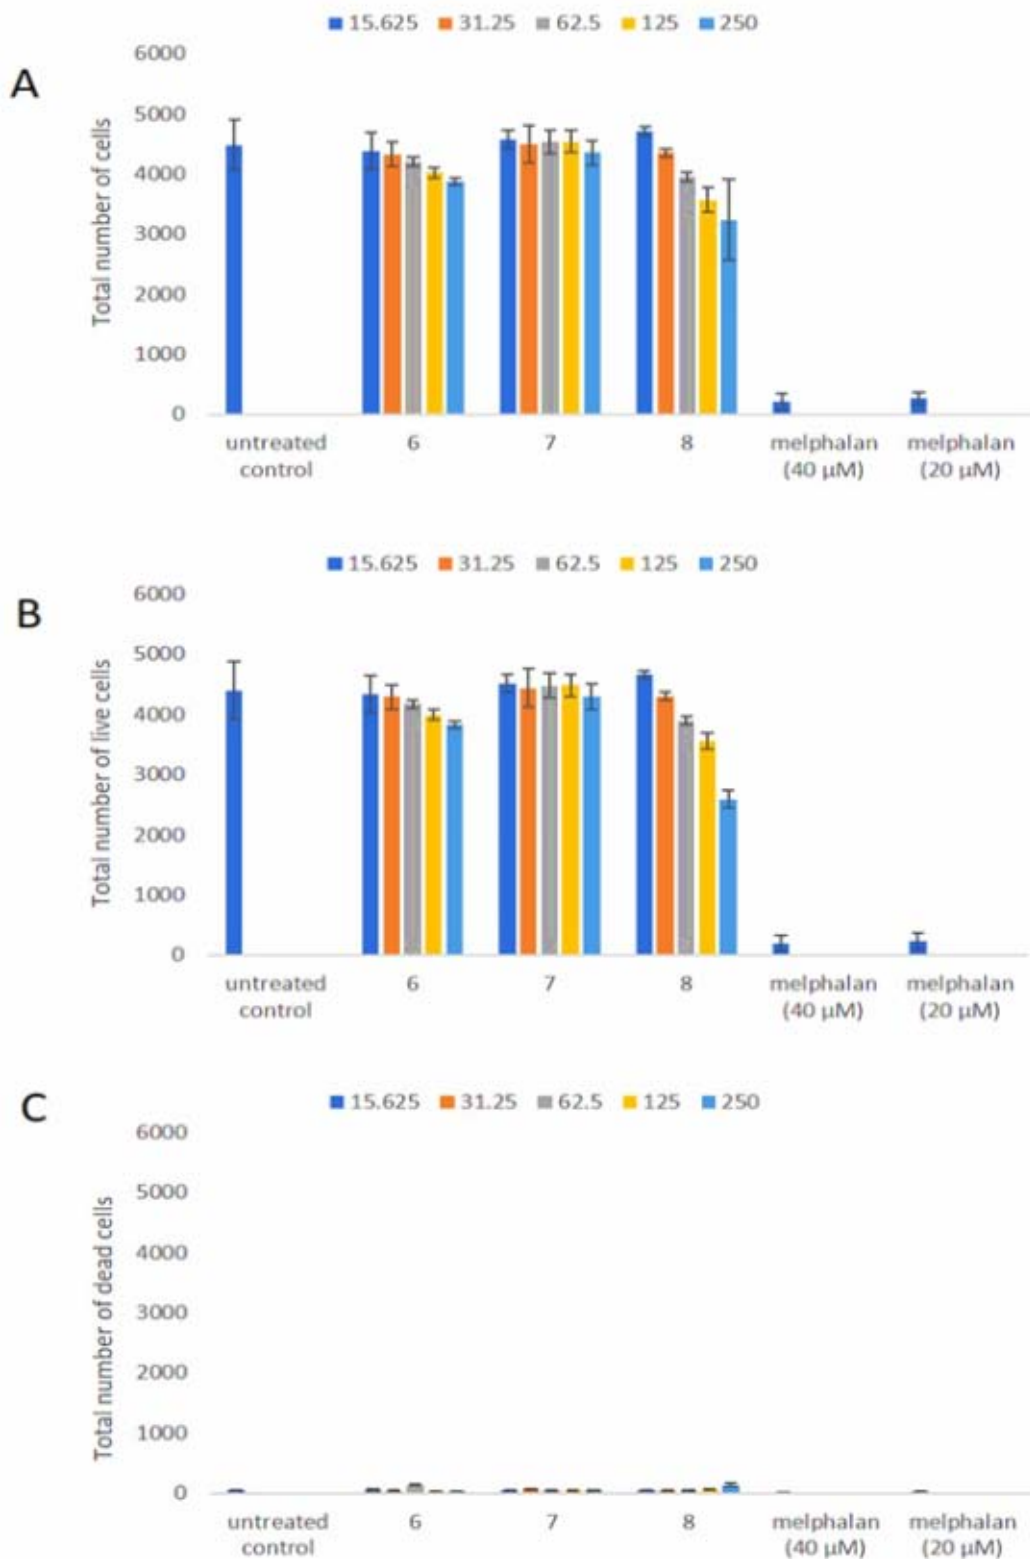 15.625 31.25 62.5 125 250
A
Total number of cells
6000
5000
4000
3000
2000
1000
0
untreated control
6
7
8
melphalan (40 µM)
melphalan (20 µM)
15.625 31.25 62.5 125 250
B
Total number of live cells
6000
5000
4000
3000
2000
1000
0
untreated control
6
7
8
melphalan (40 µM)
melphalan (20 µM)
15.625 31.25 62.5 125 250
C
Total number of dead cells
6000
5000
4000
3000
2000
1000
0
untreated control
6
7
8
melphalan (40 µM)
melphalan (20 µM)